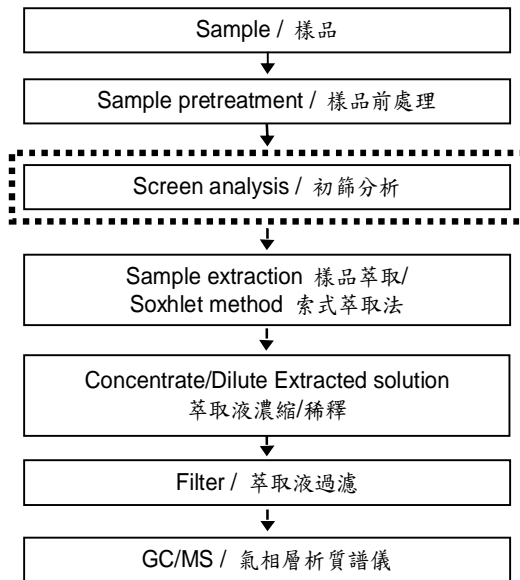 Sample / 樣品
Sample pretreatment / 樣品前處理
Screen analysis / 初篩分析
Sample extraction 樣品萃取/
Soxhlet method 索式萃取法
Concentrate/Dilute Extracted solution
萃取液濃縮/稀釋
Filter / 萃取液過濾
GC/MS / 氣相層析質譜儀